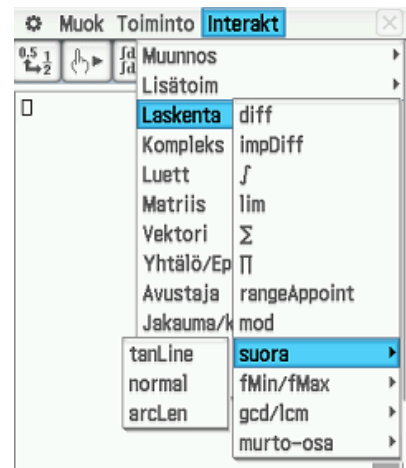 Muok Toiminto Interakt
0.5 1 2
∫d ∫d
Muunnos
Lisätoim
Laskenta
Kompleks
Luett
Matriis
Vektori
Yhtälö/Ep
Avustaja
Jakauma/k
diff
impDiff
∫
lim
Σ
∏
rangeAppoint
mod
suora
fMin/fMax
gcd/lcm
murto-osa
tanLine
normal
arcLen